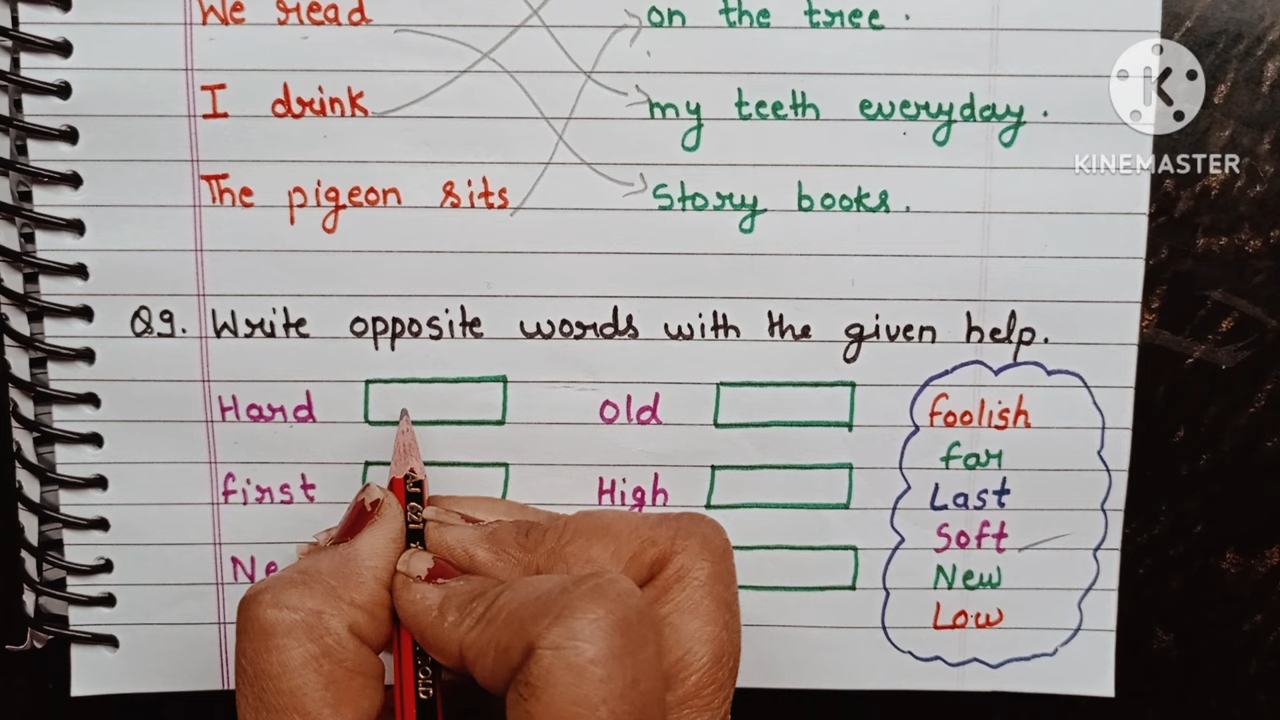 We read on the tree.
I drink my teeth everyday.
The pigeon sits Story books.
Q9. Write opposite words with the given help.
Hard Old foolish
far
first High Last
Soft
Ne New
Low
KINEMASTER